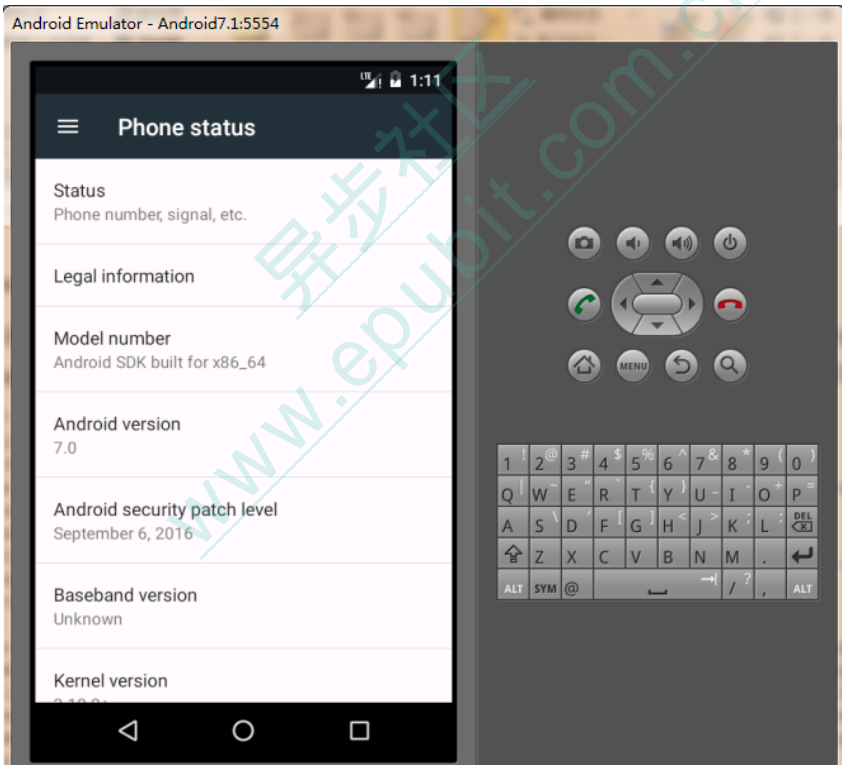 Android Emulator - Android7.1:5554
LTE 1:11
Phone status
Status
Phone number, signal, etc.
Legal information
Model number
Android SDK built for x86_64
Android version
7.0
Android security patch level
September 6, 2016
Baseband version
Unknown
Kernel version
MENU
1 ! 2 @ 3 # 4 $ 5 % 6 ^ 7 & 8 * 9 ( 0 )
Q | W ~ E " R ` T { Y } U _ I - O + P =
A S \ D ' F [ G ] H < J > K ; L : DEL
Z X C V B N M .
ALT SYM @ / ? , ALT
异步社区
www.epubit.com